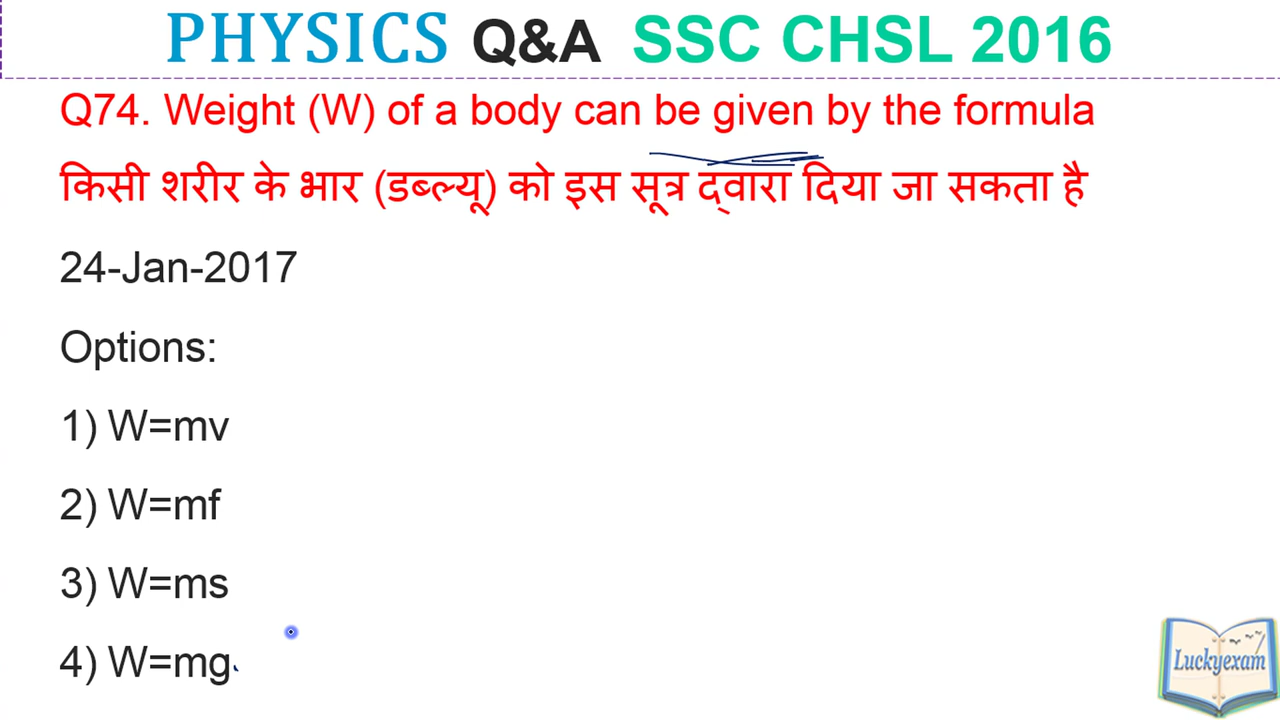 PHYSICS Q&A SSC CHSL 2016
Q74. Weight (W) of a body can be given by the formula
किसी शरीर के भार (डब्ल्यू) को इस सूत्र द्वारा दिया जा सकता है
24-Jan-2017
Options:
1) W=mv
2) W=mf
3) W=ms
4) W=mg
Luckyexam